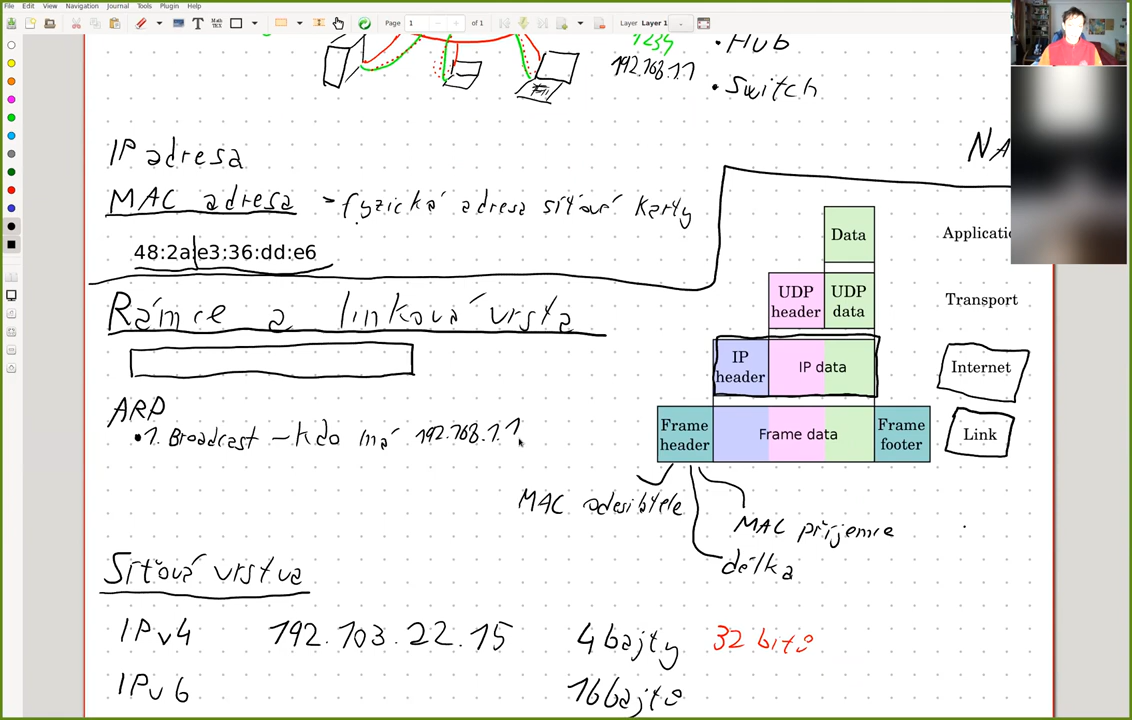 File Edit View Navigation Journal Tools Plugin Help
Page 1 of 1 Layer Layer 1
1234
192.168.1.1
• Hub
• Switch
IP adresa
NA
MAC adresa - fyzická adresa síťové karty
48:2a:e3:36:dd:e6
Rámce a linková vrsta
Data
Applicatio
UDP header
UDP data
Transport
IP header
IP data
Internet
Frame header
Frame data
Frame footer
Link
ARP
• 1. Broadcast - Kdo má 192.168.1.1
MAC odesilatele
MAC příjemce
délka
Síťová vrstva
IPv4 192.103.22.15 4 bajty 32 bitů
IPv6 16 bajtů